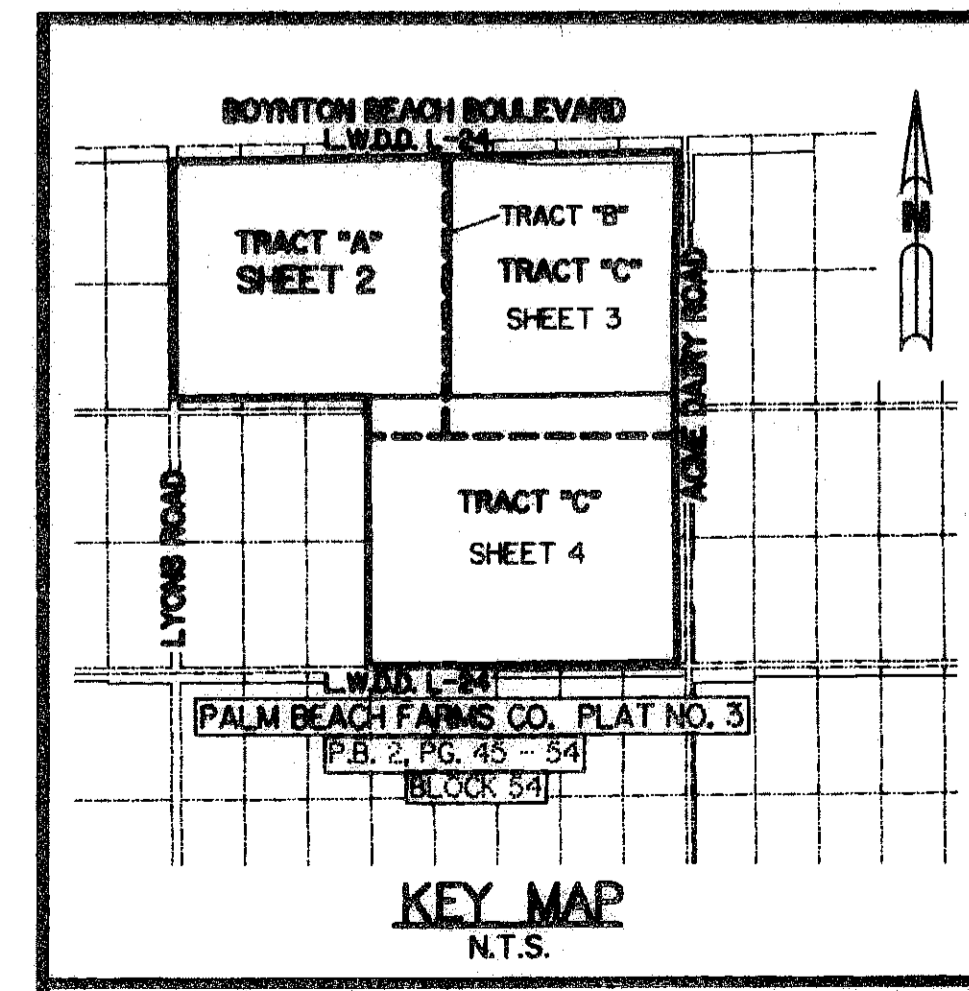 BOYNTON BEACH BOULEVARD
L.W.D.D. L-24
TRACT "A"
SHEET 2
TRACT "B"
TRACT "C"
SHEET 3
N
ACME DAIRY ROAD
LYONS ROAD
TRACT "C"
SHEET 4
L.W.D.D. L-24
PALM BEACH FARMS CO. PLAT NO. 3
P.B. 2, PG. 45 - 54
BLOCK 54
KEY MAP
N.T.S.